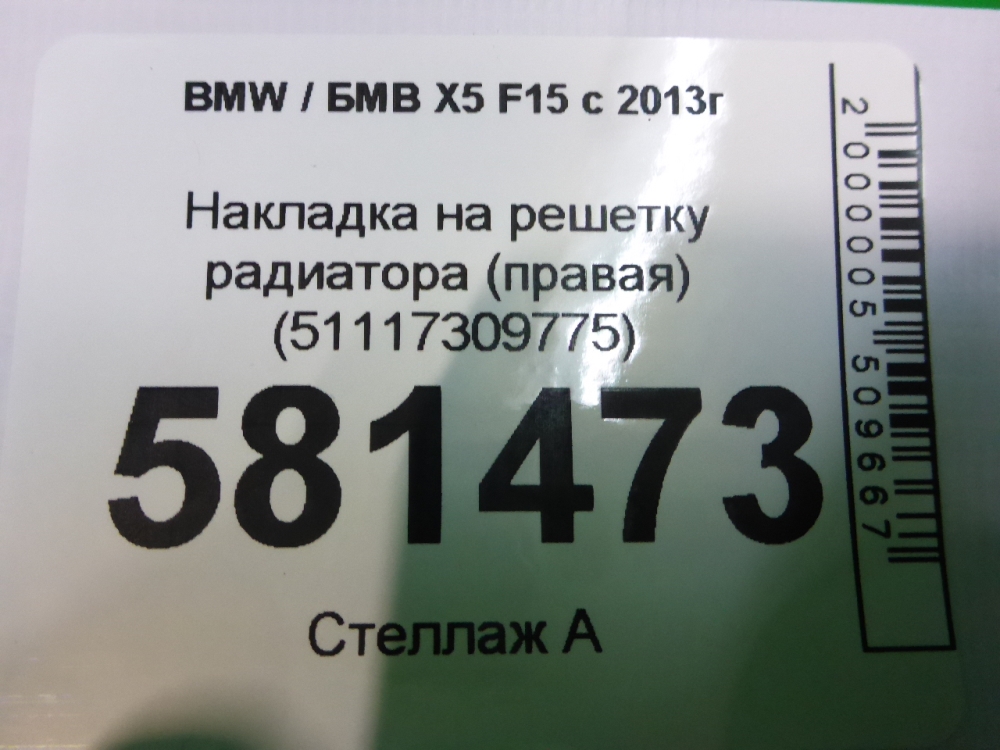 BMW / БМВ X5 F15 с 2013г
Накладка на решетку
радиатора (правая)
(51117309775)
581473
Стеллаж А
2000005509667